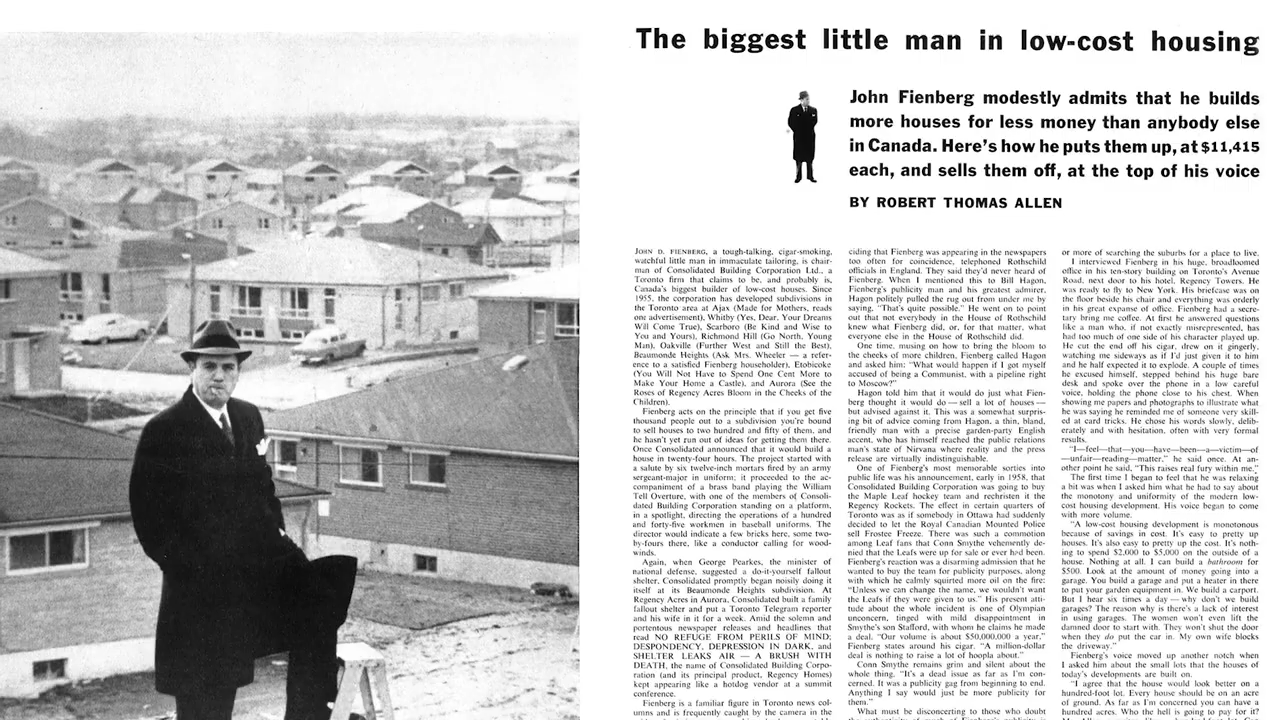 The biggest little man in low-cost housing
John Fienberg modestly admits that he builds
more houses for less money than anybody else
in Canada. Here's how he puts them up, at $11,415
each, and sells them off, at the top of his voice
BY ROBERT THOMAS ALLEN
JOHN D. FIENBERG, a tough-talking, cigar-smoking,
watchful little man in immaculate tailoring, is chair-
man of Consolidated Building Corporation Ltd., a
Toronto firm that claims to be, and probably is,
Canada's biggest builder of low-cost houses. Since
1955, the corporation has developed subdivisions in
the Toronto area at Ajax (Made for Mothers, reads
one advertisement), Whitby (Yes, Dear, Your Dreams
Will Come True), Scarboro (Be Kind and Wise to
You and Yours), Richmond Hill (Go North, Young
Man), Oakville (Further West and Still the Best),
Beaumonde Heights (Ask Mrs. Wheeler — a refer-
ence to a satisfied Fienberg householder), Etobicoke
(You Will Not Have to Spend One Cent More to
Make Your Home a Castle), and Aurora (See the
Roses of Regency Acres Bloom in the Cheeks of the
Children).
Fienberg acts on the principle that if you get five
thousand people out to a subdivision you're bound
to sell houses to two hundred and fifty of them, and
he hasn't yet run out of ideas for getting them there.
Once Consolidated announced that it would build a
house in twenty-four hours. The project started with
a salute by six twelve-inch mortars fired by an army
sergeant-major in uniform; it proceeded to the ac-
companiment of a brass band playing the William
Tell Overture, with one of the members of Consoli-
dated Building Corporation standing on a platform,
in a spotlight, directing the operations of a hundred
and forty-five workmen in baseball uniforms. The
director would indicate a few bricks here, some two-
by-fours there, like a conductor calling for wood-
winds.
Again, when George Pearkes, the minister of
national defense, suggested a do-it-yourself fallout
shelter, Consolidated promptly began noisily doing it
itself at its Beaumonde Heights subdivision. At
Regency Acres in Aurora, Consolidated built a family
fallout shelter and put a Toronto Telegram reporter
and his wife in it for a week. Amid the solemn and
portentous newspaper releases and headlines that
read NO REFUGE FROM PERILS OF MIND;
DESPONDENCY, DEPRESSION IN DARK, and
SHELTER LEAKS AIR — A BRUSH WITH
DEATH, the name of Consolidated Building Corpo-
ration (and its principal product, Regency Homes)
kept appearing like a hotdog vendor at a summit
conference.
Fienberg is a familiar figure in Toronto news col-
umns and is frequently caught by the camera in the
ciding that Fienberg was appearing in the newspapers
too often for coincidence, telephoned Rothschild
officials in England. They said they'd never heard of
Fienberg. When I mentioned this to Bill Hagon,
Fienberg's publicity man and his greatest admirer,
Hagon politely pulled the rug out from under me by
saying, "That's quite possible." He went on to point
out that not everybody in the House of Rothschild
knew what Fienberg did, or, for that matter, what
everyone else in the House of Rothschild did.
One time, musing on how to bring the bloom to
the cheeks of more children, Fienberg called Hagon
and asked him: "What would happen if I got myself
accused of being a Communist, with a pipeline right
to Moscow?"
Hagon told him that it would do just what Fien-
berg thought it would do — sell a lot of houses —
but advised against it. This was a somewhat surpris-
ing bit of advice coming from Hagon, a thin, bland,
friendly man with a precise garden-party English
accent, who has himself reached the public relations
man's state of Nirvana where reality and the press
release are virtually indistinguishable.
One of Fienberg's most memorable sorties into
public life was his announcement, early in 1958, that
Consolidated Building Corporation was going to buy
the Maple Leaf hockey team and rechristen it the
Regency Rockets. The effect in certain quarters of
Toronto was as if somebody in Ottawa had suddenly
decided to let the Royal Canadian Mounted Police
sell Frostee Freeze. There was such a commotion
among Leaf fans that Conn Smythe vehemently de-
nied that the Leafs were up for sale or ever had been.
Fienberg's reaction was a disarming admission that he
wanted to buy the team for publicity purposes, along
with which he calmly squirted more oil on the fire:
"Unless we can change the name, we wouldn't want
the Leafs if they were given to us." His present atti-
tude about the whole incident is one of Olympian
unconcern, tinged with mild disappointment in
Smythe's son Stafford, with whom he claims he made
a deal. "Our volume is about $50,000,000 a year,"
Fienberg states around his cigar. "A million-dollar
deal is nothing to raise a lot of hoopla about."
Conn Smythe remains grim and silent about the
whole thing. "It's a dead issue as far as I'm con-
cerned. It was a publicity gag from beginning to end.
Anything I say would just be more publicity for
them."
What must be disconcerting to those who doubt
or more of searching the suburbs for a place to live.
I interviewed Fienberg in his huge, broadloomed
office in his ten-story building on Toronto's Avenue
Road, next door to his hotel, Regency Towers. He
was ready to fly to New York. His briefcase was on
the floor beside his chair and everything was orderly
in his great expanse of office. Fienberg had a secre-
tary bring me coffee. At first he answered questions
like a man who, if not exactly misrepresented, has
had too much of one side of his character played up.
He cut the end off his cigar, drew on it gingerly,
watching me sideways as if I'd just given it to him
and he half expected it to explode. A couple of times
he excused himself, stepped behind his huge bare
desk and spoke over the phone in a low careful
voice, holding the phone close to his chest. When
showing me papers and photographs to illustrate what
he was saying he reminded me of someone very skill-
ed at card tricks. He chose his words slowly, delib-
erately and with hesitation, often with very formal
results.
"I—feel—that—you—have—been—a—victim—of
—unfair—reading—matter," he said once. At an-
other point he said, "This raises real fury within me."
The first time I began to feel that he was relaxing
a bit was when I asked him what he had to say about
the monotony and uniformity of the modern low-
cost housing development. His voice began to come
with more volume.
"A low-cost housing development is monotonous
because of savings in cost. It's easy to pretty up
houses. It's also easy to pretty up the cost. It's noth-
ing to spend $2,000 to $5,000 on the outside of a
house. Nothing at all. I can build a bathroom for
$500. Look at the amount of money going into a
garage. You build a garage and put a heater in there
to put your garden equipment in. We build a carport.
But I hear six times a day — why don't we build
garages? The reason why is there's a lack of interest
in using garages. The women won't even lift the
damned door to start with. They won't shut the door
when they do put the car in. My own wife blocks
the driveway."
Fienberg's voice moved up another notch when
I asked him about the small lots that the houses of
today's developments are built on.
"I agree that the house would look better on a
hundred-foot lot. Every house should be on an acre
of ground. As far as I'm concerned you can have a
hundred acres. Who the hell is going to pay for it?